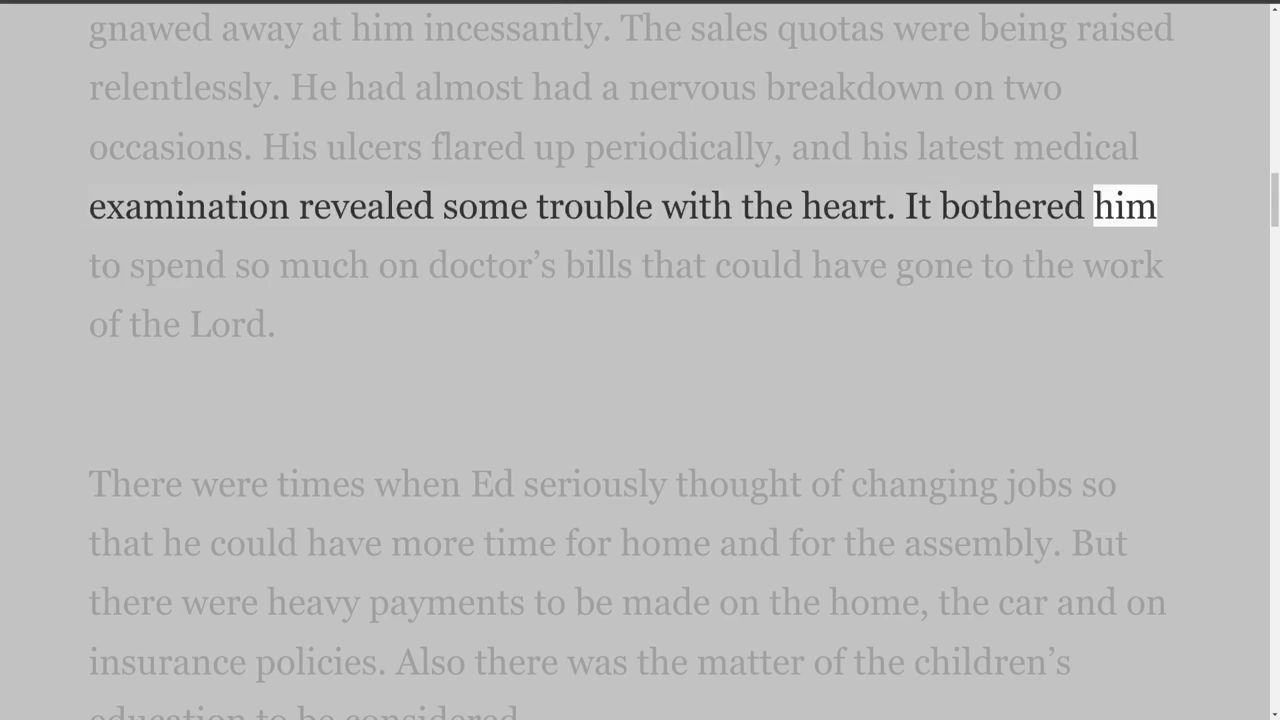 gnawed away at him incessantly. The sales quotas were being raised
relentlessly. He had almost had a nervous breakdown on two
occasions. His ulcers flared up periodically, and his latest medical
examination revealed some trouble with the heart. It bothered him
to spend so much on doctor’s bills that could have gone to the work
of the Lord.
There were times when Ed seriously thought of changing jobs so
that he could have more time for home and for the assembly. But
there were heavy payments to be made on the home, the car and on
insurance policies. Also there was the matter of the children’s
education to be considered.